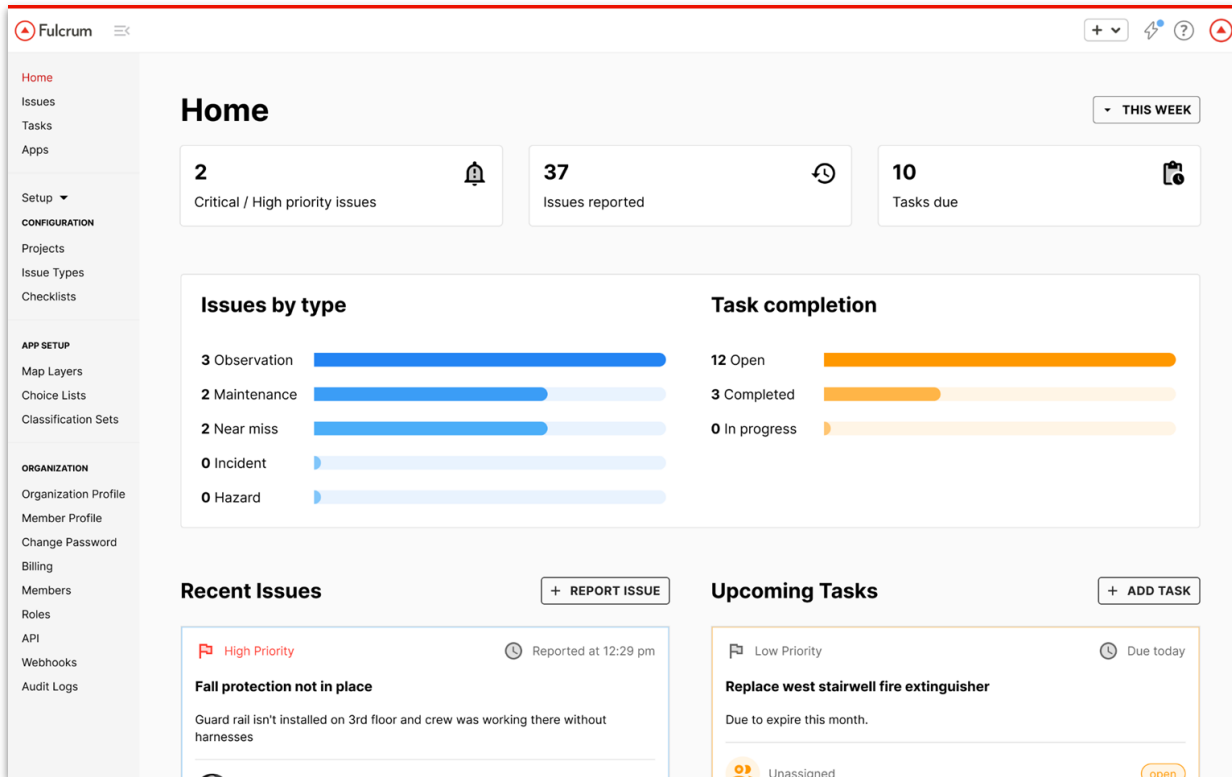 Fulcrum
Home
Issues
Tasks
Apps
Setup
CONFIGURATION
Projects
Issue Types
Checklists
APP SETUP
Map Layers
Choice Lists
Classification Sets
ORGANIZATION
Organization Profile
Member Profile
Change Password
Billing
Members
Roles
API
Webhooks
Audit Logs
Home
THIS WEEK
2
Critical / High priority issues
37
Issues reported
10
Tasks due
Issues by type
3 Observation
2 Maintenance
2 Near miss
0 Incident
0 Hazard
Task completion
12 Open
3 Completed
0 In progress
Recent Issues
+ REPORT ISSUE
High Priority
Reported at 12:29 pm
Fall protection not in place
Guard rail isn't installed on 3rd floor and crew was working there without
harnesses
Upcoming Tasks
+ ADD TASK
Low Priority
Due today
Replace west stairwell fire extinguisher
Due to expire this month.
Unassigned
open